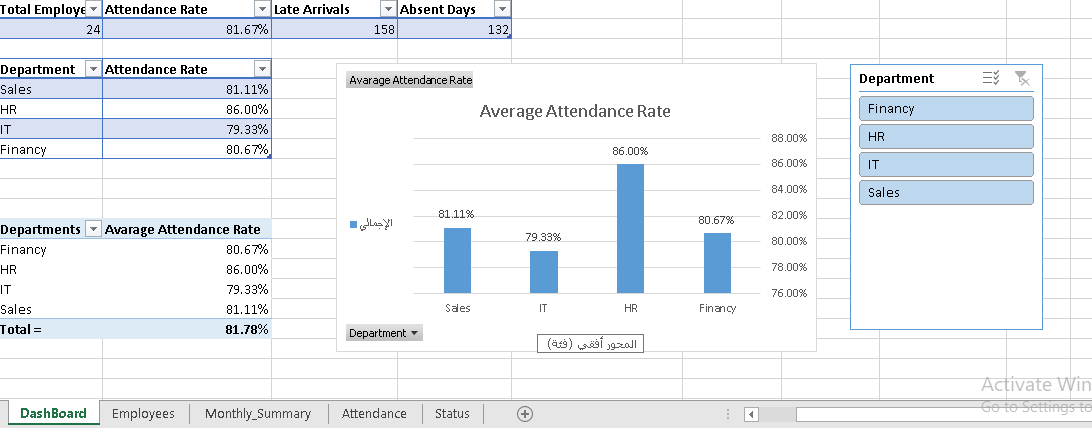 Total Employe Attendance Rate Late Arrivals Absent Days
24 81.67% 158 132
Department Attendance Rate
Sales 81.11%
HR 86.00%
IT 79.33%
Financy 80.67%
Departments Avarage Attendance Rate
Financy 80.67%
HR 86.00%
IT 79.33%
Sales 81.11%
Total = 81.78%
Avarage Attendance Rate
Average Attendance Rate
88.00%
86.00%
84.00%
82.00%
80.00%
78.00%
76.00%
81.11%
79.33%
86.00%
80.67%
الإجمالي
Sales IT HR Financy
Department
المحور أفقي (فئة)
Department
Financy
HR
IT
Sales
Activate Win
Go to Settings to
DashBoard Employees Monthly_Summary Attendance Status